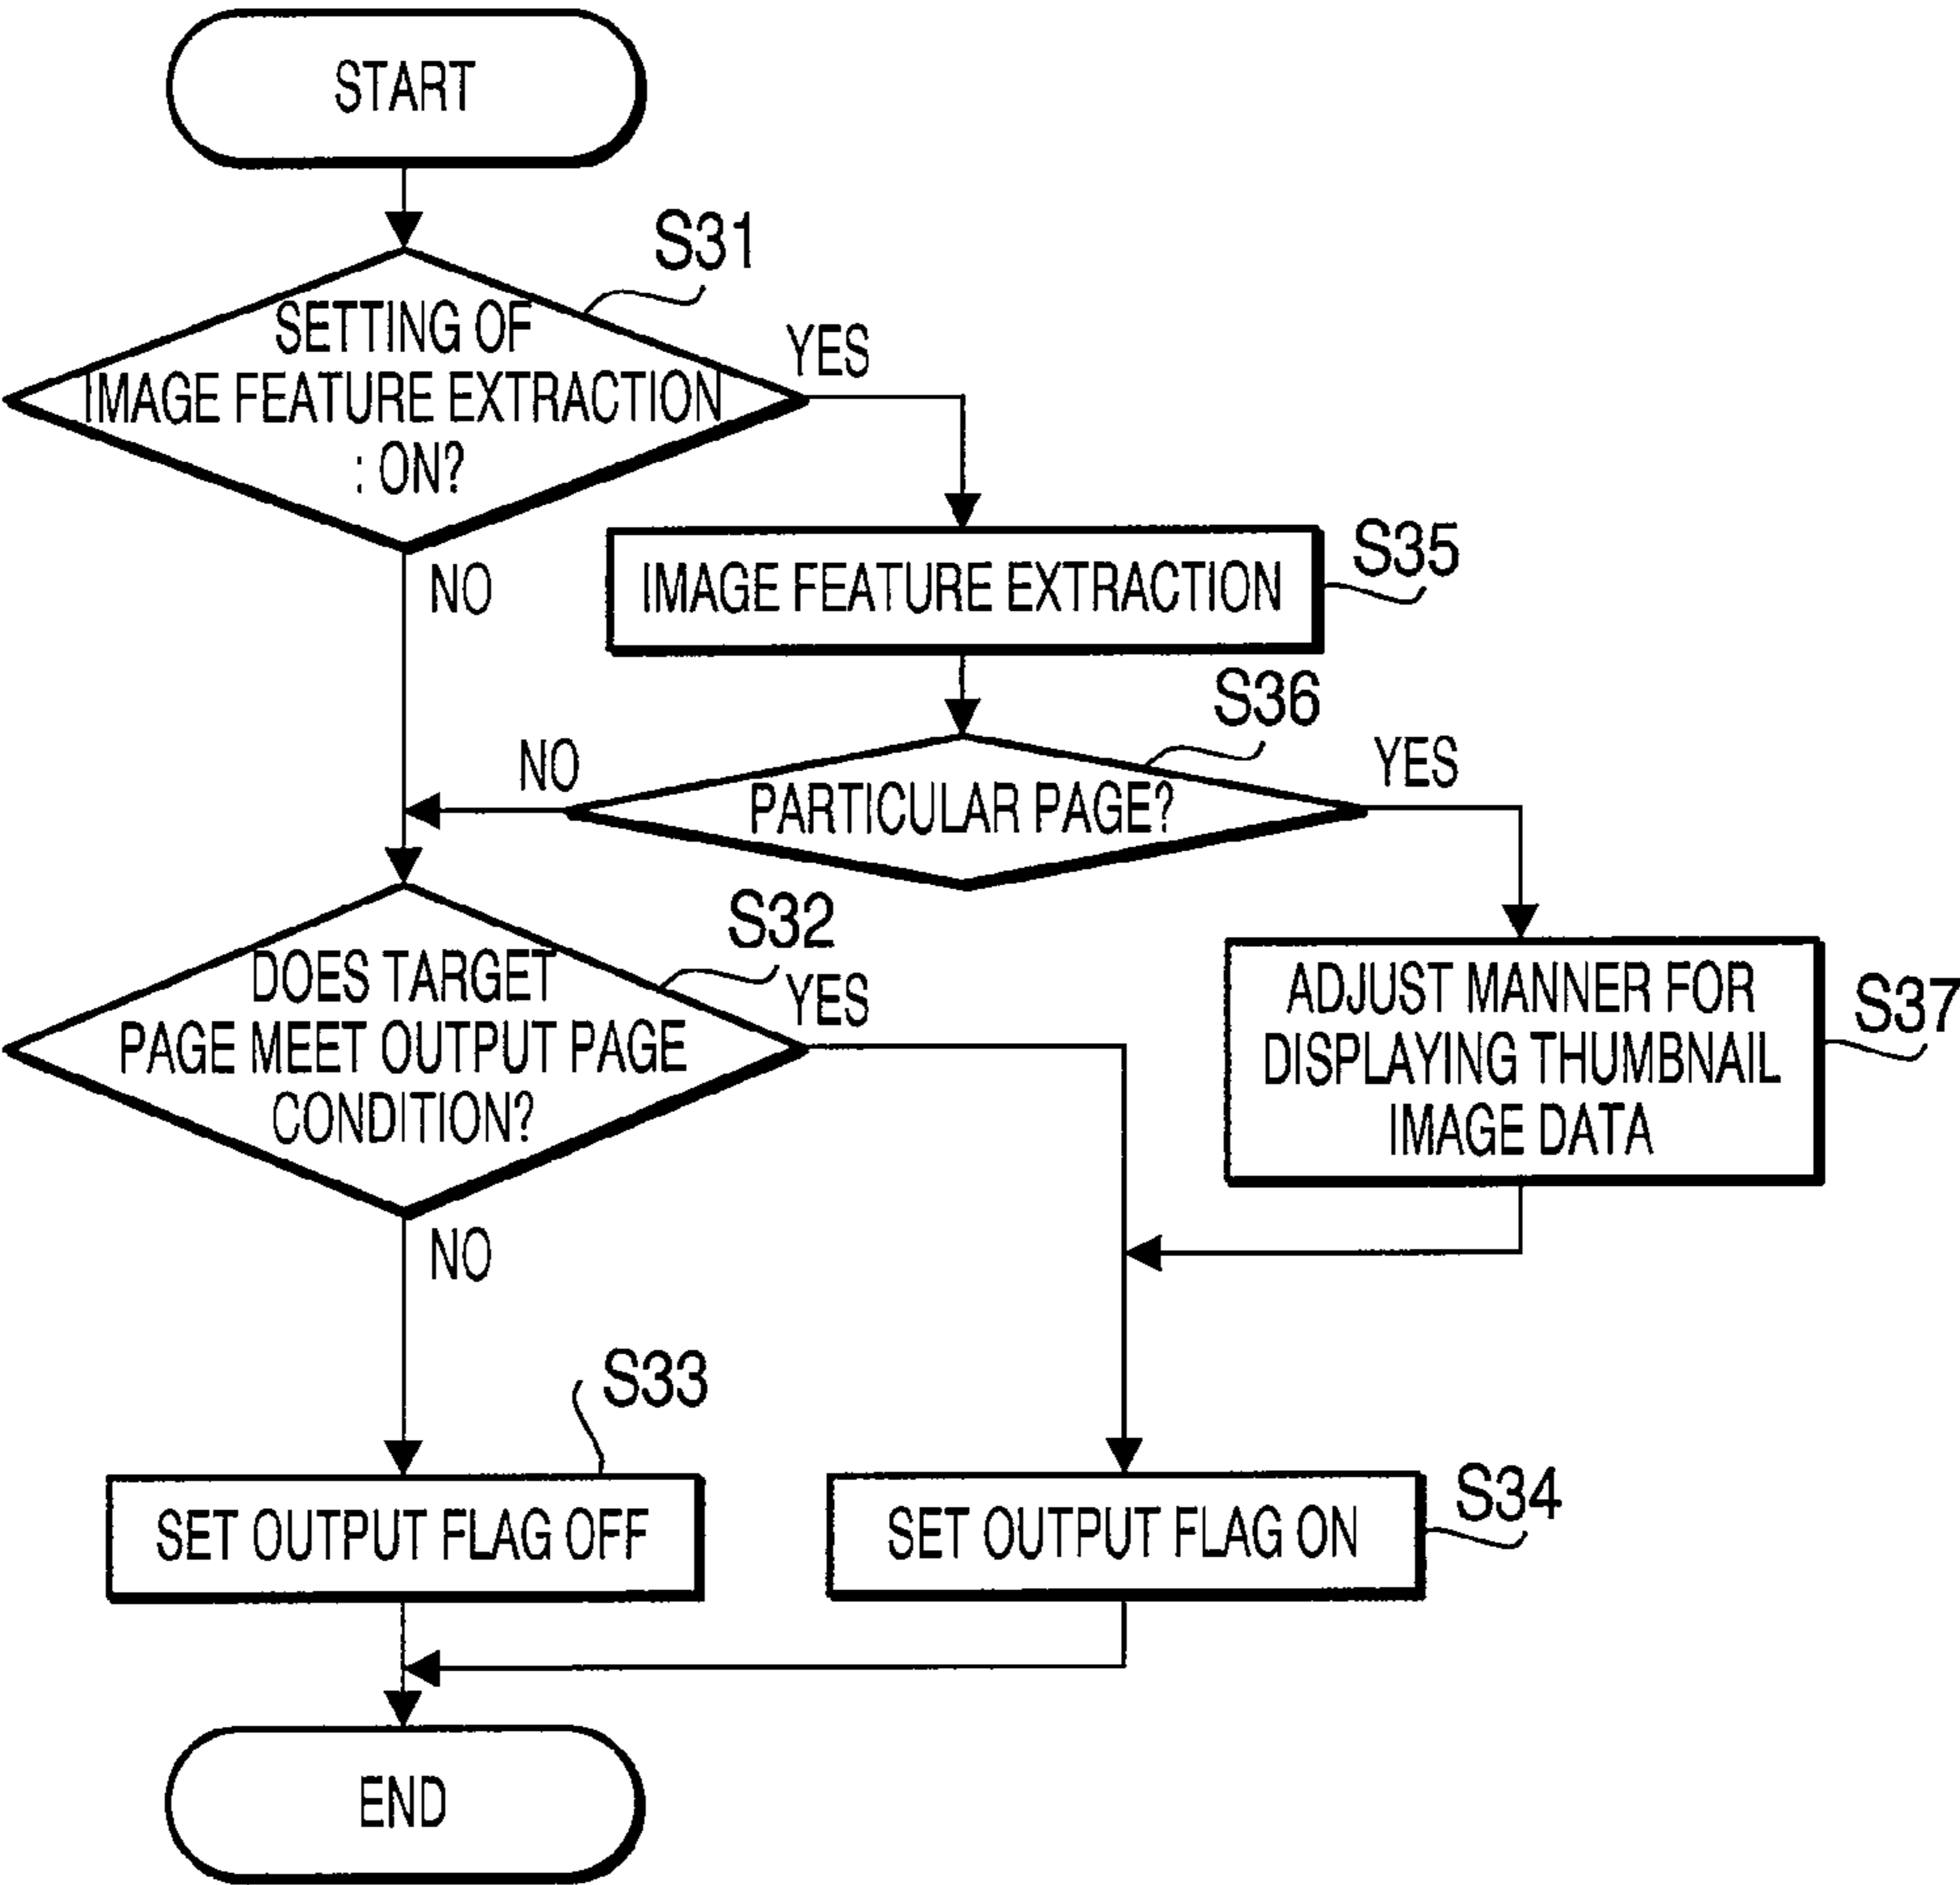 START
S31
SETTING OF
IMAGE FEATURE EXTRACTION
: ON?
YES
NO
S35
IMAGE FEATURE EXTRACTION
S36
NO
YES
PARTICULAR PAGE?
S32
DOES TARGET
PAGE MEET OUTPUT PAGE
CONDITION?
YES
NO
S37
ADJUST MANNER FOR
DISPLAYING THUMBNAIL
IMAGE DATA
S33
SET OUTPUT FLAG OFF
S34
SET OUTPUT FLAG ON
END